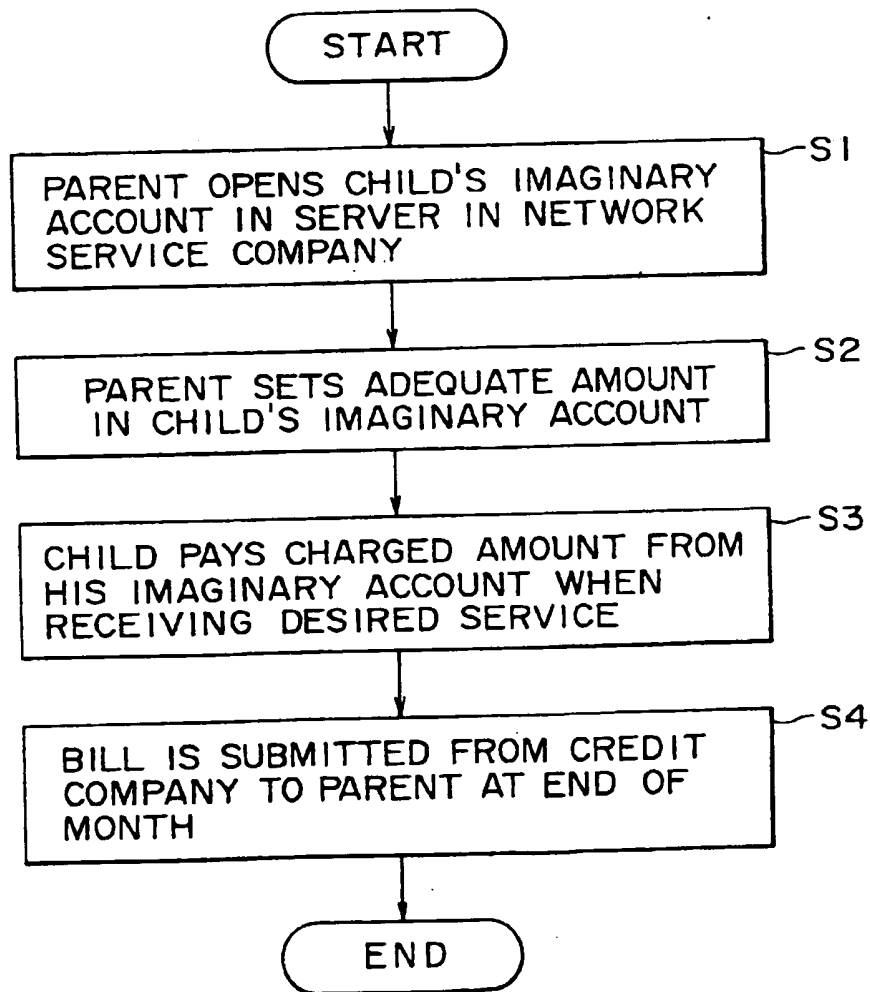 START
S1
PARENT OPENS CHILD'S IMAGINARY
ACCOUNT IN SERVER IN NETWORK
SERVICE COMPANY
S2
PARENT SETS ADEQUATE AMOUNT
IN CHILD'S IMAGINARY ACCOUNT
S3
CHILD PAYS CHARGED AMOUNT FROM
HIS IMAGINARY ACCOUNT WHEN
RECEIVING DESIRED SERVICE
S4
BILL IS SUBMITTED FROM CREDIT
COMPANY TO PARENT AT END OF
MONTH
END